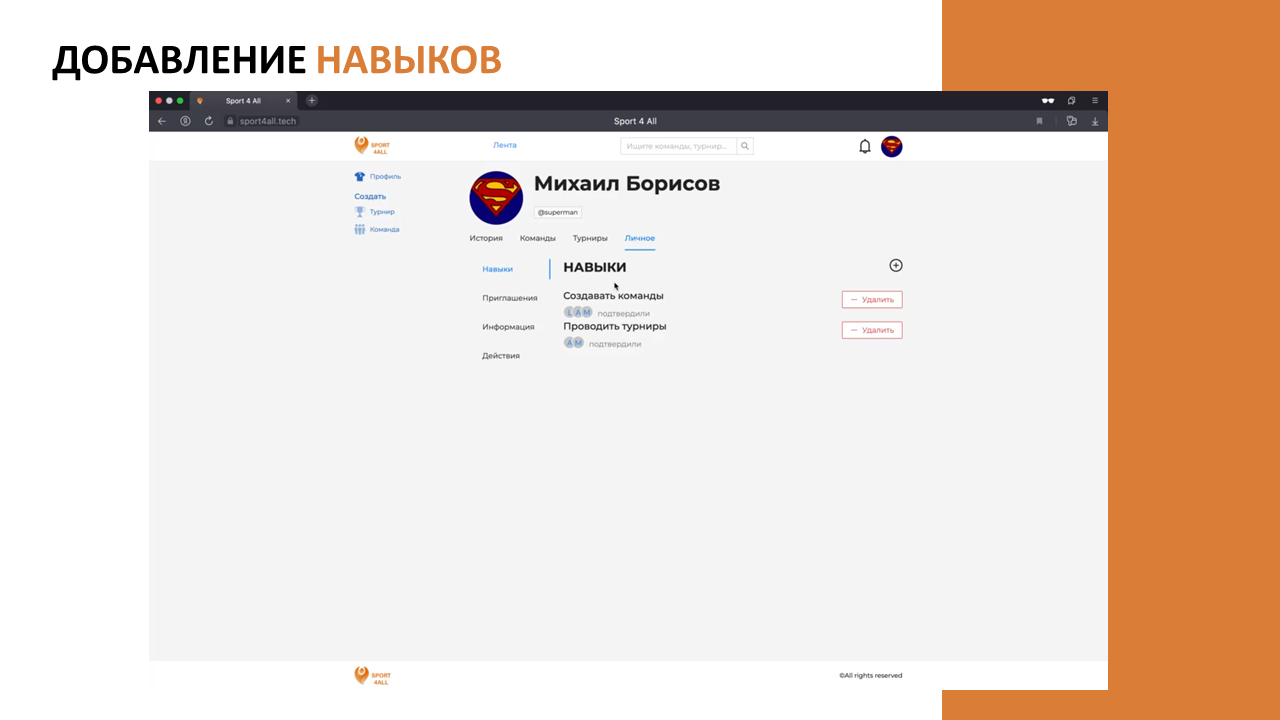 ДОБАВЛЕНИЕ НАВЫКОВ
Sport 4 All
sport4all.tech
Sport 4 All
SPORT
4ALL
Лента
Ищите команды, турнир...
Профиль
Создать
Турнир
Команда
Михаил Борисов
@superman
История Команды Турниры Личное
Навыки
Приглашения
Информация
Действия
НАВЫКИ
Создавать команды
L A M подтвердили
Удалить
Проводить турниры
A M подтвердили
Удалить
SPORT
4ALL
©All rights reserved